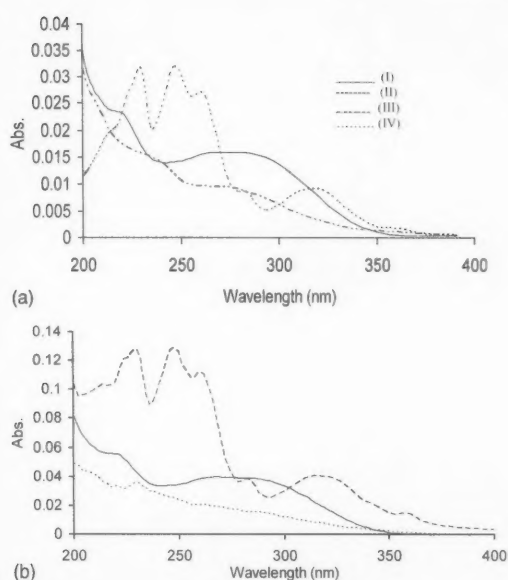 0.04
0.035
0.03
0.025
0.02
0.015
0.01
0.005
0
Abs.
(I)
(II)
(III)
(IV)
200 250 300 350 400
Wavelength (nm)
(a)
0.14
0.12
0.1
0.08
0.06
0.04
0.02
0
Abs.
200 250 300 350 400
Wavelength (nm)
(b)